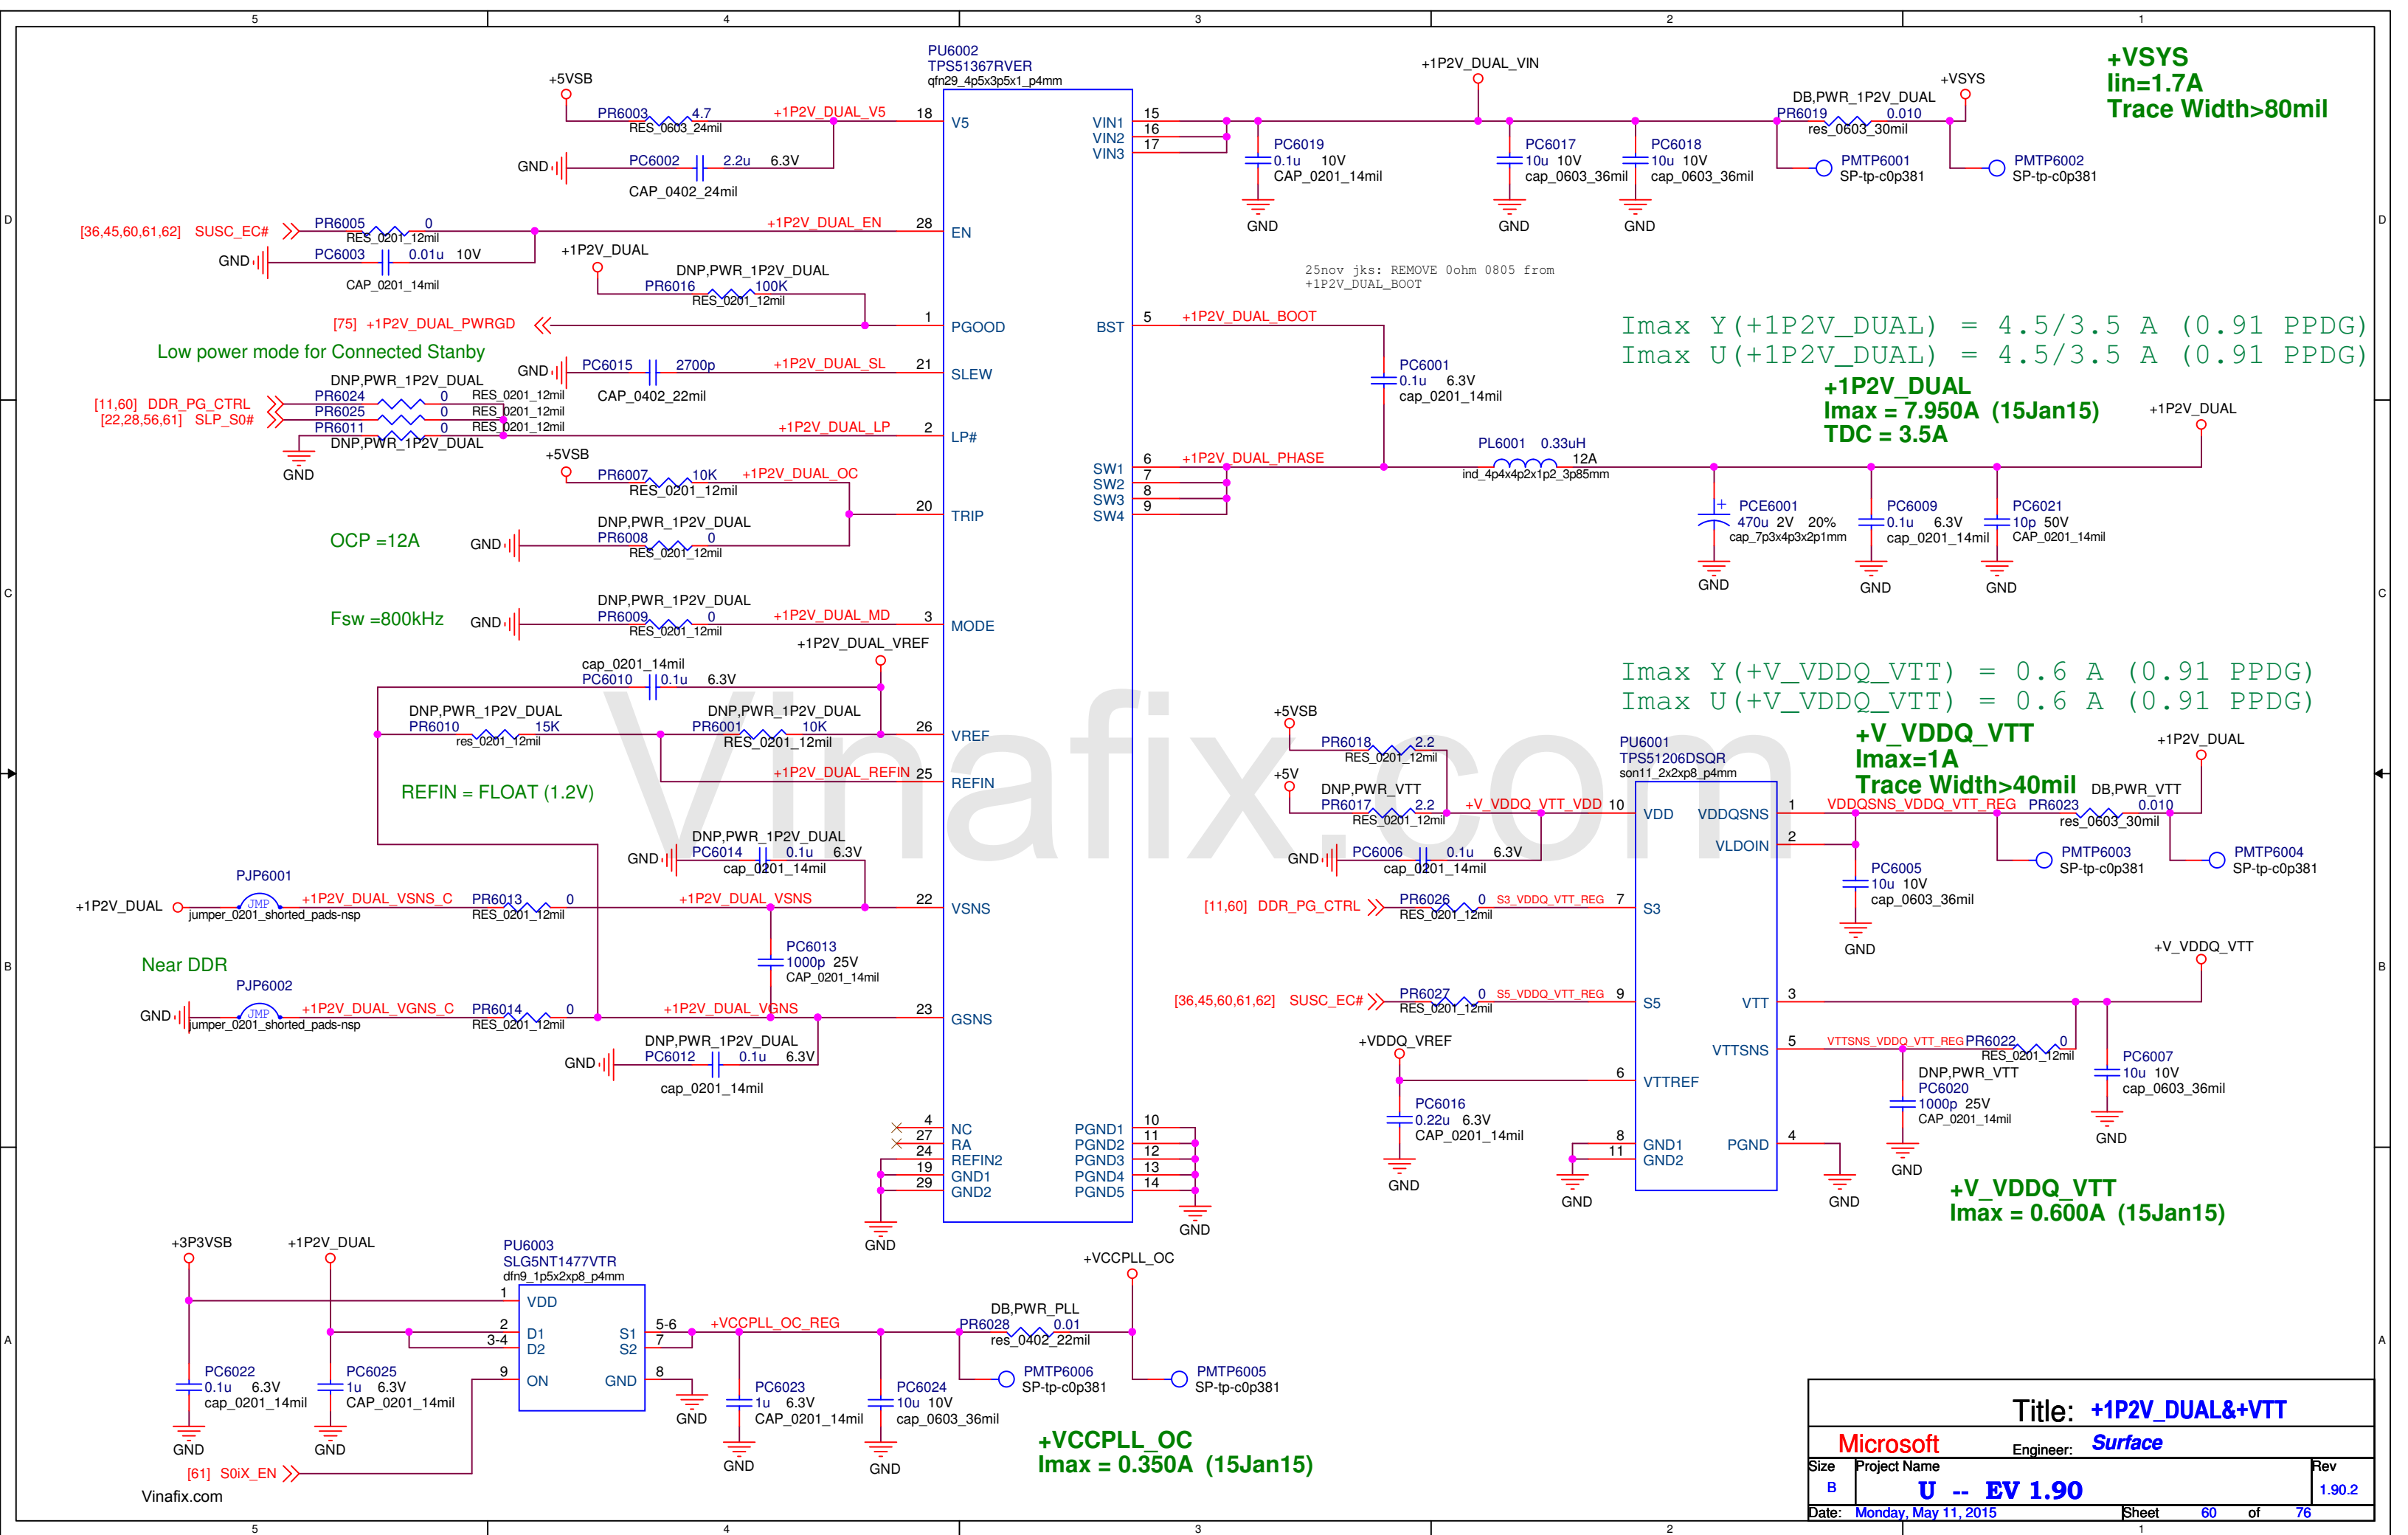 5 4 3 2 1
D
C
B
A
PU6002
TPS51367RVER
qfn29_4p5x3p5x1_p4mm
+5VSB
PR6003 4.7
RES_0603_24mil
+1P2V_DUAL_V5
18 V5
GND PC6002 2.2u 6.3V
CAP_0402_24mil
[36,45,60,61,62] SUSC_EC#
PR6005 0
RES_0201_12mil
+1P2V_DUAL_EN
28 EN
GND PC6003 0.01u 10V
CAP_0201_14mil
+1P2V_DUAL
DNP,PWR_1P2V_DUAL
PR6016 100K
RES_0201_12mil
[75] +1P2V_DUAL_PWRGD
1 PGOOD
Low power mode for Connected Stanby
GND PC6015 2700p
CAP_0402_22mil
+1P2V_DUAL_SL
21 SLEW
DNP,PWR_1P2V_DUAL
[11,60] DDR_PG_CTRL PR6024 0 RES_0201_12mil
[22,28,56,61] SLP_S0# PR6025 0 RES_0201_12mil
PR6011 0 RES_0201_12mil
DNP,PWR_1P2V_DUAL
GND
+1P2V_DUAL_LP
2 LP#
+5VSB
PR6007 10K
RES_0201_12mil
+1P2V_DUAL_OC
20 TRIP
OCP =12A
GND
DNP,PWR_1P2V_DUAL
PR6008 0
RES_0201_12mil
Fsw =800kHz
GND
DNP,PWR_1P2V_DUAL
PR6009 0
RES_0201_12mil
+1P2V_DUAL_MD
3 MODE
+1P2V_DUAL_VREF
cap_0201_14mil
PC6010 0.1u 6.3V
DNP,PWR_1P2V_DUAL
PR6010 15K
res_0201_12mil
DNP,PWR_1P2V_DUAL
PR6001 10K
RES_0201_12mil
26 VREF
+1P2V_DUAL_REFIN
25 REFIN
REFIN = FLOAT (1.2V)
DNP,PWR_1P2V_DUAL
GND PC6014 0.1u 6.3V
cap_0201_14mil
PJP6001
+1P2V_DUAL JMP
jumper_0201_shorted_pads-nsp
+1P2V_DUAL_VSNS_C
PR6013 0
RES_0201_12mil
+1P2V_DUAL_VSNS
22 VSNS
PC6013
1000p 25V
CAP_0201_14mil
Near DDR
PJP6002
GND JMP
jumper_0201_shorted_pads-nsp
+1P2V_DUAL_VGNS_C
PR6014 0
RES_0201_12mil
+1P2V_DUAL_VGNS
23 GSNS
DNP,PWR_1P2V_DUAL
GND PC6012 0.1u 6.3V
cap_0201_14mil
4 NC
27 RA
24 REFIN2
19 GND1
29 GND2
GND
VIN1 15
VIN2 16
VIN3 17
+1P2V_DUAL_VIN
PC6019
0.1u 10V
CAP_0201_14mil
GND
PC6017
10u 10V
cap_0603_36mil
GND
PC6018
10u 10V
cap_0603_36mil
GND
DB,PWR_1P2V_DUAL
PR6019 0.010
res_0603_30mil
+VSYS
PMTP6001
SP-tp-c0p381
PMTP6002
SP-tp-c0p381
+VSYS
Iin=1.7A
Trace Width>80mil
25nov jks: REMOVE 0ohm 0805 from
+1P2V_DUAL_BOOT
BST 5 +1P2V_DUAL_BOOT
PC6001
0.1u 6.3V
cap_0201_14mil
Imax Y(+1P2V_DUAL) = 4.5/3.5 A (0.91 PPDG)
Imax U(+1P2V_DUAL) = 4.5/3.5 A (0.91 PPDG)
+1P2V_DUAL
Imax = 7.950A (15Jan15)
TDC = 3.5A
+1P2V_DUAL
SW1 6 +1P2V_DUAL_PHASE
SW2 7
SW3 8
SW4 9
PL6001 0.33uH
12A
ind_4p4x4p2x1p2_3p85mm
PCE6001
470u 2V 20%
cap_7p3x4p3x2p1mm
GND
PC6009
0.1u 6.3V
cap_0201_14mil
GND
PC6021
10p 50V
CAP_0201_14mil
GND
PGND1 10
PGND2 11
PGND3 12
PGND4 13
PGND5 14
GND
Imax Y(+V_VDDQ_VTT) = 0.6 A (0.91 PPDG)
Imax U(+V_VDDQ_VTT) = 0.6 A (0.91 PPDG)
+V_VDDQ_VTT
Imax=1A
Trace Width>40mil
+5VSB
PR6018 2.2
+5V
DNP,PWR_VTT
PR6017 2.2
RES_0201_12mil
+V_VDDQ_VTT_VDD
GND PC6006 0.1u 6.3V
cap_0201_14mil
PU6001
TPS51206DSQR
son11_2x2xp8_p4mm
10 VDD
VDDQSNS 1 VDDQSNS_VDDQ_VTT_REG
VLDOIN 2
DB,PWR_VTT
PR6023 0.010
res_0603_30mil
+1P2V_DUAL
PMTP6003
SP-tp-c0p381
PMTP6004
SP-tp-c0p381
PC6005
10u 10V
cap_0603_36mil
GND
[11,60] DDR_PG_CTRL
PR6026 0
RES_0201_12mil
S3_VDDQ_VTT_REG
7 S3
[36,45,60,61,62] SUSC_EC#
PR6027 0
RES_0201_12mil
S5_VDDQ_VTT_REG
9 S5
VTT 3
+V_VDDQ_VTT
+VDDQ_VREF
6 VTTREF
VTTSNS 5 VTTSNS_VDDQ_VTT_REG
PR6022 0
RES_0201_12mil
PC6016
0.22u 6.3V
CAP_0201_14mil
GND
DNP,PWR_VTT
PC6020
1000p 25V
CAP_0201_14mil
GND
PC6007
10u 10V
cap_0603_36mil
GND
8 GND1
11 GND2
GND
PGND 4
GND
+V_VDDQ_VTT
Imax = 0.600A (15Jan15)
+3P3VSB
+1P2V_DUAL
PU6003
SLG5NT1477VTR
dfn9_1p5x2xp8_p4mm
1 VDD
2 D1
3-4 D2
9 ON
S1 5-6
S2 7
GND 8
GND
PC6022
0.1u 6.3V
cap_0201_14mil
GND
PC6025
1u 6.3V
CAP_0201_14mil
GND
[61] S0iX_EN
+VCCPLL_OC_REG
PC6023
1u 6.3V
CAP_0201_14mil
GND
PC6024
10u 10V
cap_0603_36mil
GND
DB,PWR_PLL
PR6028 0.01
res_0402_22mil
+VCCPLL_OC
PMTP6006
SP-tp-c0p381
PMTP6005
SP-tp-c0p381
+VCCPLL_OC
Imax = 0.350A (15Jan15)
Vinafix.com
Vinafix.com
Title: +1P2V_DUAL&+VTT
Microsoft Engineer: Surface
Size Project Name Rev
B U -- EV 1.90 1.90.2
Date: Monday, May 11, 2015 Sheet 60 of 76
5 4 3 2 1
D
C
B
A